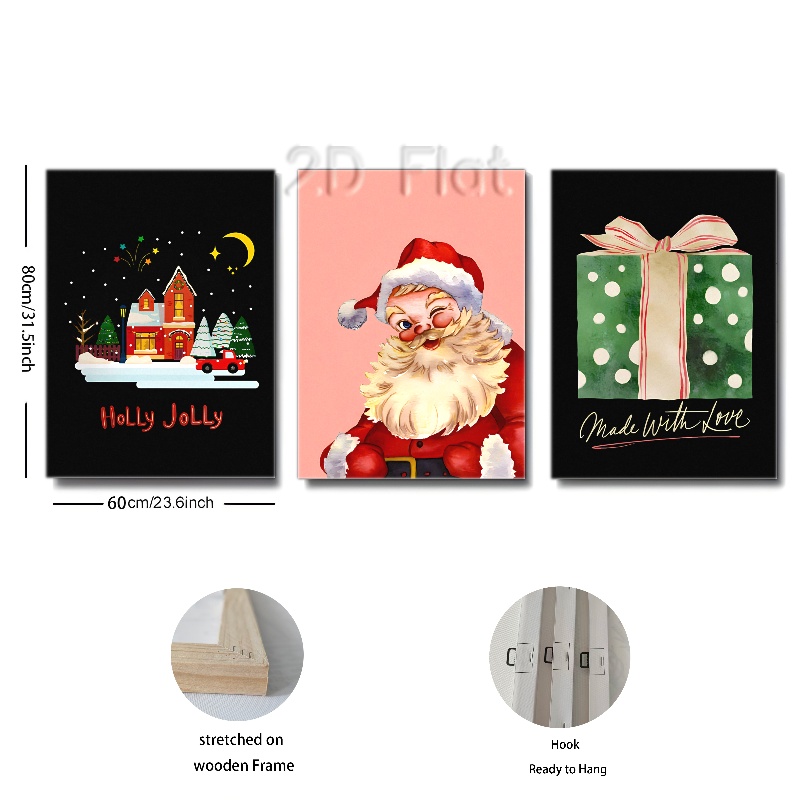 2D Flat
80cm/31.5inch
Holly Jolly
Made With Love
60cm/23.6inch
stretched on
wooden Frame
Hook
Ready to Hang